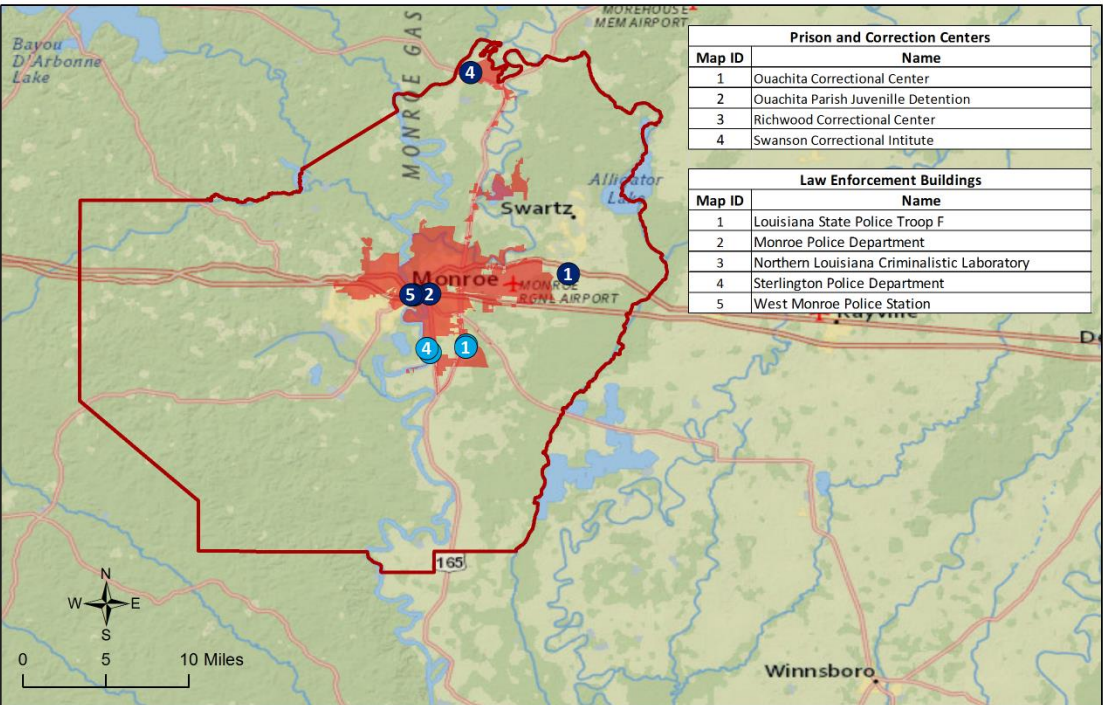 MOREHOUSE
MEM AIRPORT
Bayou
D'Arbonne
Lake
MONROE GAS
4
Prison and Correction Centers
Map ID Name
1 Ouachita Correctional Center
2 Ouachita Parish Juvenille Detention
3 Richwood Correctional Center
4 Swanson Correctional Intitute
Law Enforcement Buildings
Map ID Name
1 Louisiana State Police Troop F
2 Monroe Police Department
3 Northern Louisiana Criminalistic Laboratory
4 Sterlington Police Department
5 West Monroe Police Station
Alligator
Lake
Swartz
Monroe
1
MONROE
RGNL AIRPORT
5 2
Rayville
4 1
165
N
W E
S
0 5 10 Miles
Winnsboro